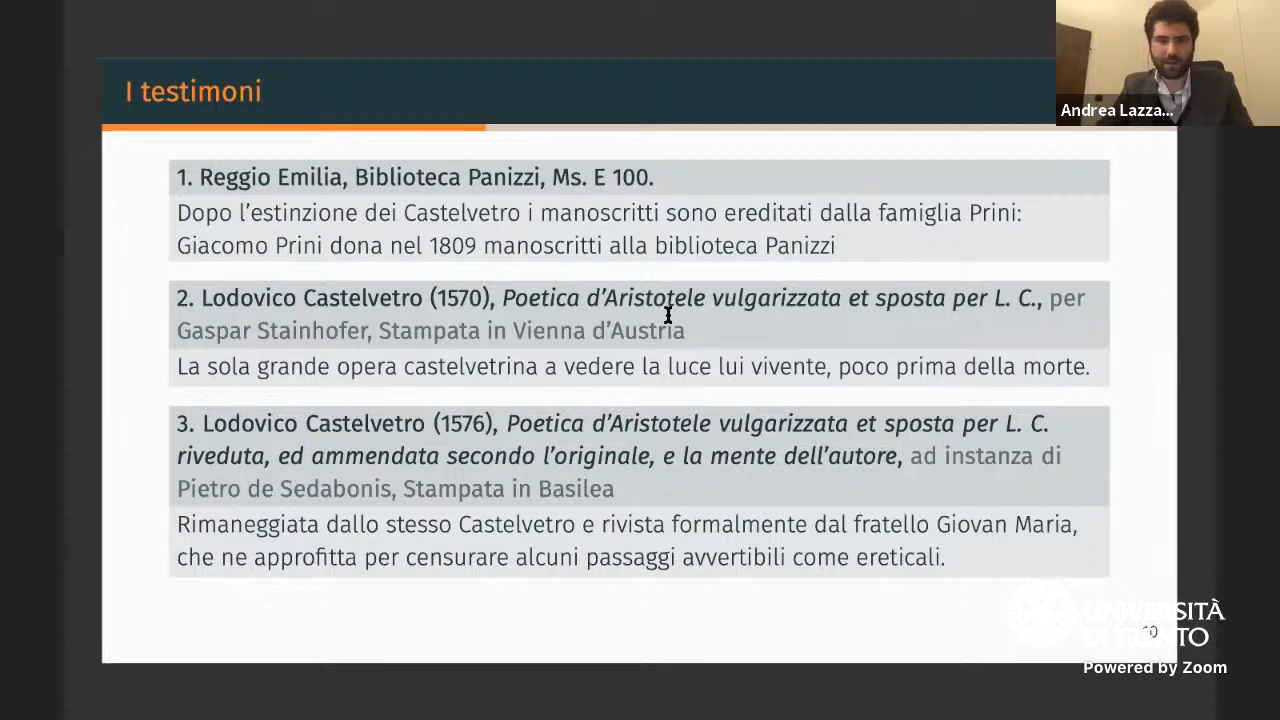 I testimoni
Andrea Lazza...
1. Reggio Emilia, Biblioteca Panizzi, Ms. E 100.
Dopo l’estinzione dei Castelvetro i manoscritti sono ereditati dalla famiglia Prini:
Giacomo Prini dona nel 1809 manoscritti alla biblioteca Panizzi
2. Lodovico Castelvetro (1570), Poetica d’Aristotele vulgarizzata et sposta per L. C., per
Gaspar Stainhofer, Stampata in Vienna d’Austria
La sola grande opera castelvetrina a vedere la luce lui vivente, poco prima della morte.
3. Lodovico Castelvetro (1576), Poetica d’Aristotele vulgarizzata et sposta per L. C.
riveduta, ed ammendata secondo l’originale, e la mente dell’autore, ad instanza di
Pietro de Sedabonis, Stampata in Basilea
Rimaneggiata dallo stesso Castelvetro e rivista formalmente dal fratello Giovan Maria,
che ne approfitta per censurare alcuni passaggi avvertibili come ereticali.
UNIVERSITÀ
DI TRENTO
10
Powered by Zoom